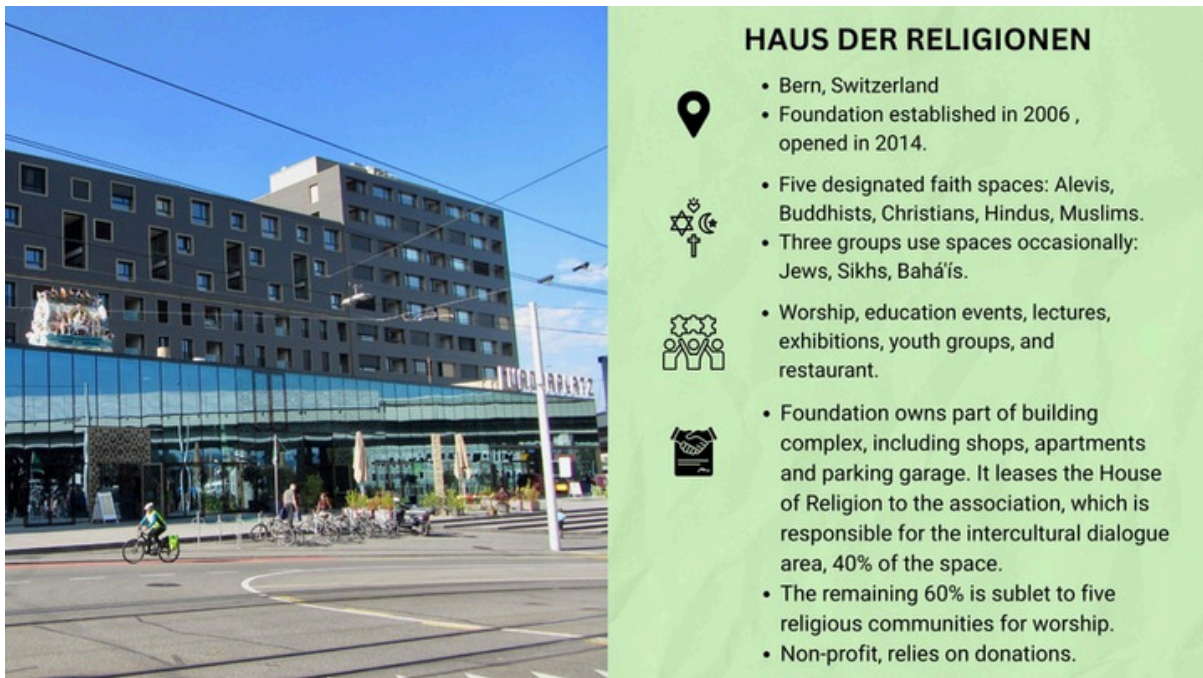 HAUS DER RELIGIONEN
• Bern, Switzerland
• Foundation established in 2006 ,
opened in 2014.
• Five designated faith spaces: Alevis,
Buddhists, Christians, Hindus, Muslims.
• Three groups use spaces occasionally:
Jews, Sikhs, Bahá'ís.
• Worship, education events, lectures,
exhibitions, youth groups, and
restaurant.
• Foundation owns part of building
complex, including shops, apartments
and parking garage. It leases the House
of Religion to the association, which is
responsible for the intercultural dialogue
area, 40% of the space.
• The remaining 60% is sublet to five
religious communities for worship.
• Non-profit, relies on donations.